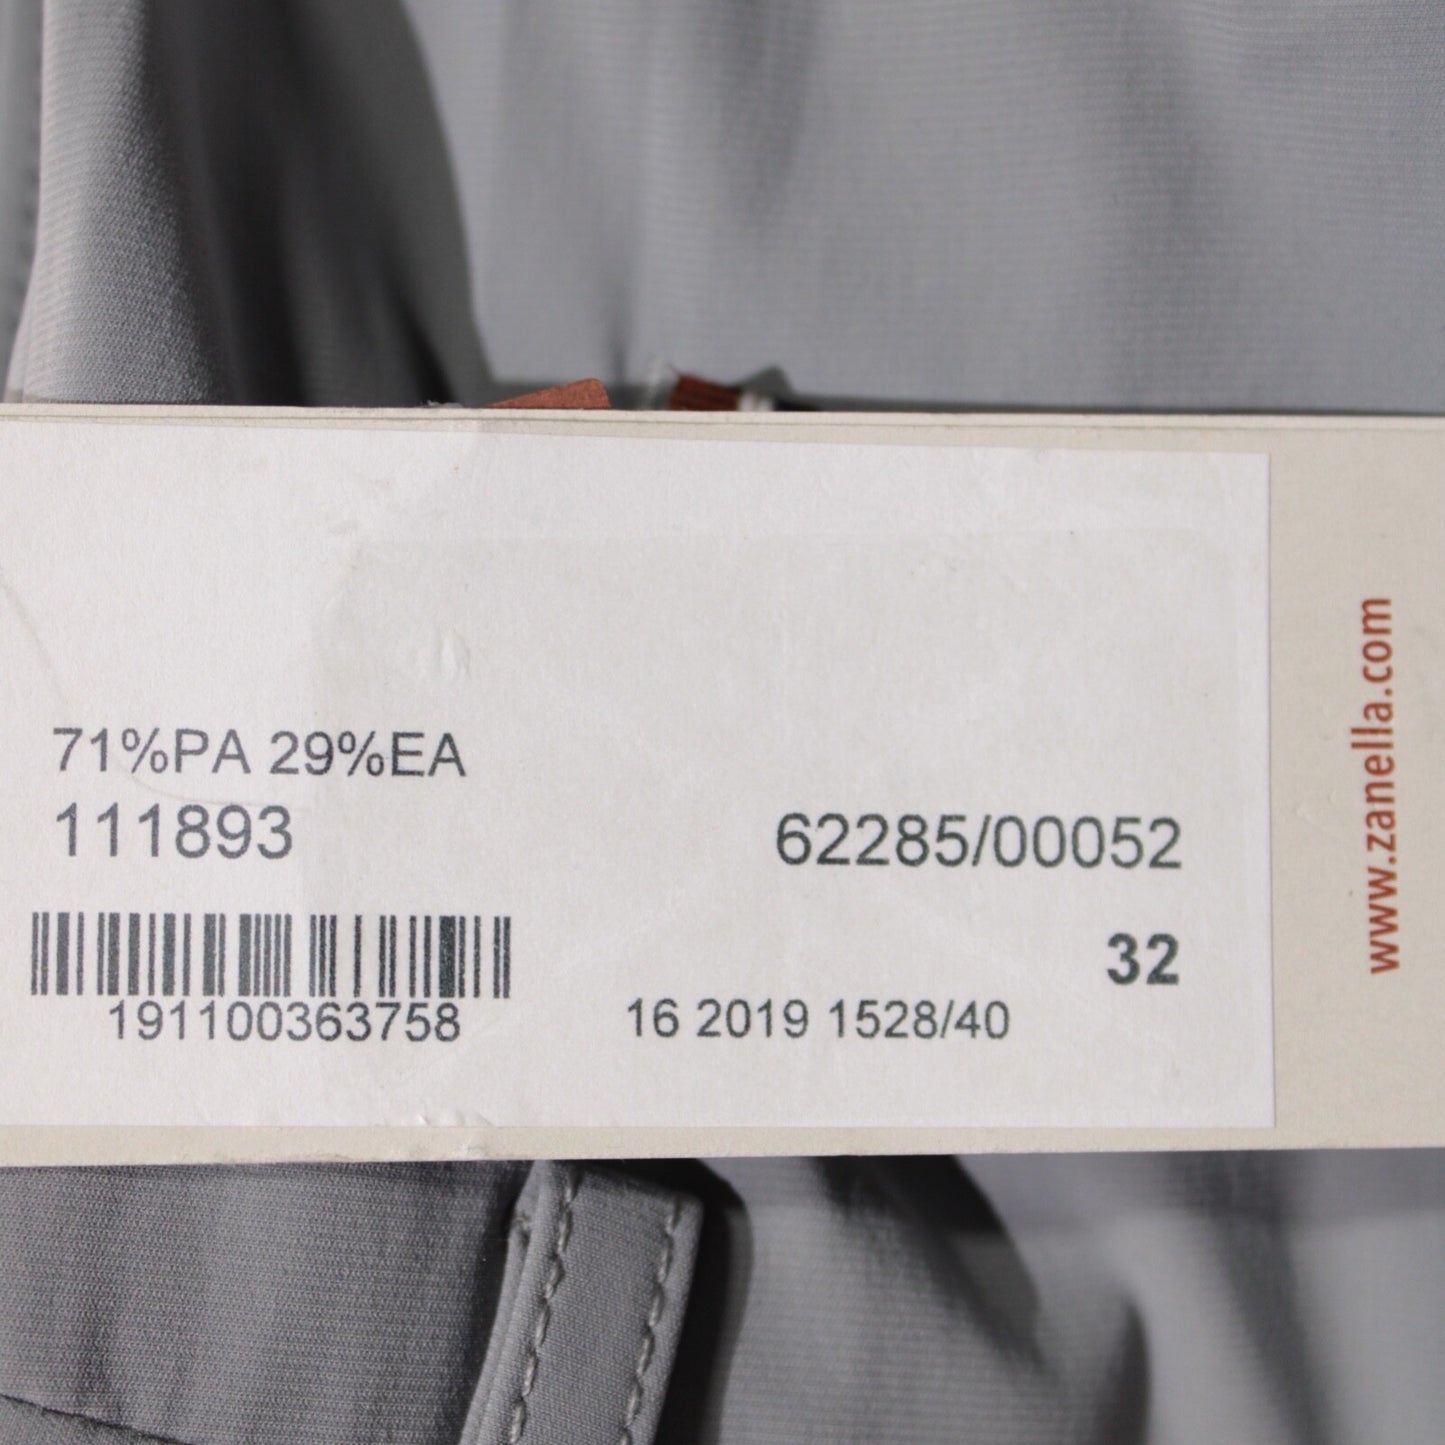 71%PA 29%EA
111893
62285/00052
32
191100363758
16 2019 1528/40
www.zanella.com